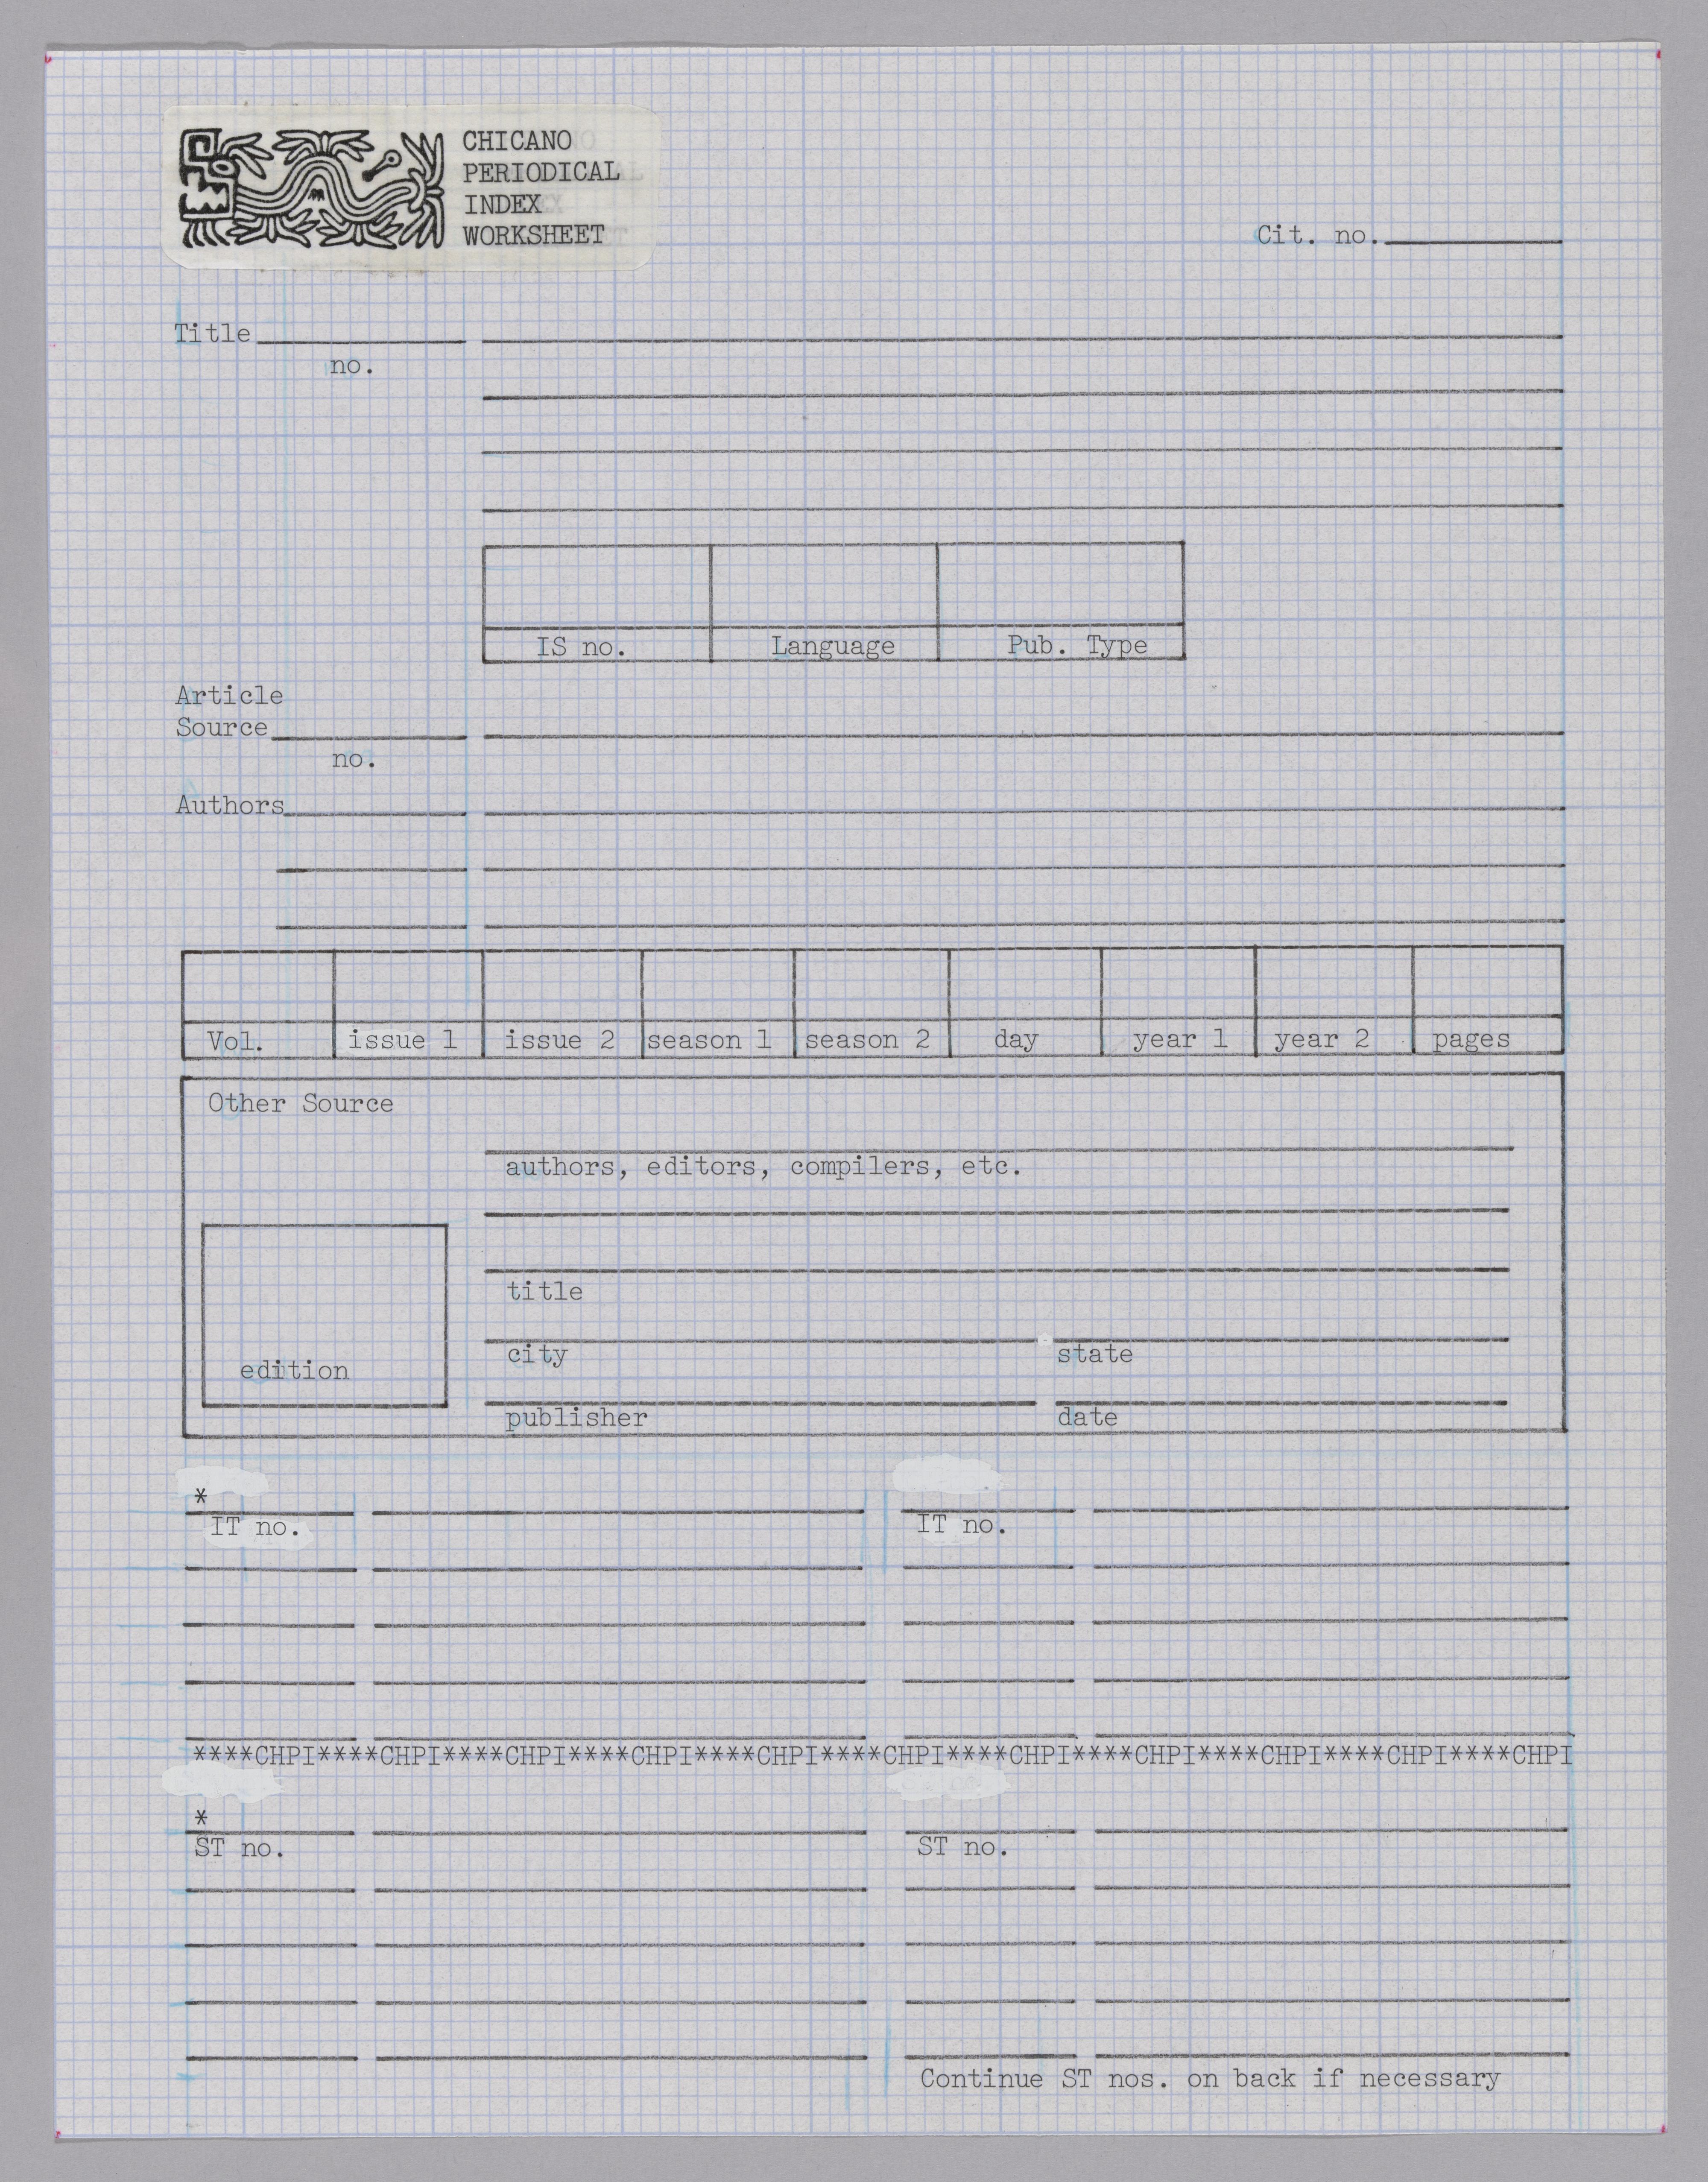 CHICANO
PERIODICAL
INDEX
WORKSHEET
Cit. no.
Title
no.
IS no. Language Pub. Type
Article
Source
no.
Authors
Vol. issue 1 issue 2 season 1 season 2 day year 1 year 2 pages
Other Source
authors, editors, compilers, etc.
title
city state
edition
publisher date
*
IT no. IT no.
****CHPI****CHPI****CHPI****CHPI****CHPI****CHPI****CHPI****CHPI****CHPI****CHPI****CHPI
*
ST no. ST no.
Continue ST nos. on back if necessary